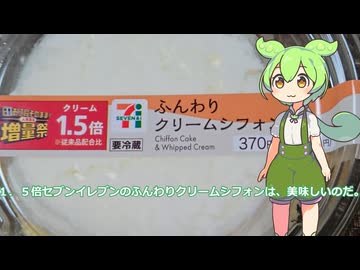 増量祭
クリーム
1.5倍
※従来品配合比
7
SEVEN & i
要冷蔵
ふんわり
クリームシフォン
Chiffon Cake
& Whipped Cream
370
円
1．５倍セブンイレブンのふんわりクリームシフォンは、美味しいのだ。